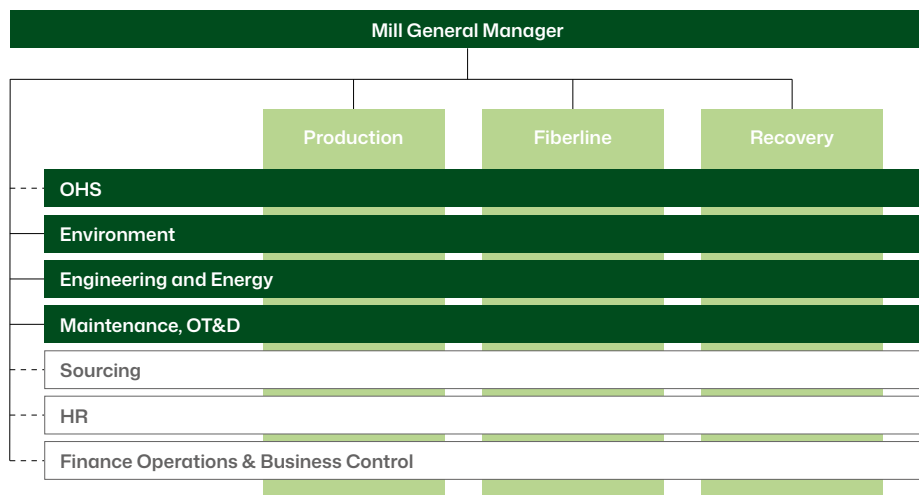 Mill General Manager
Production
Fiberline
Recovery
OHS
Environment
Engineering and Energy
Maintenance, OT&D
Sourcing
HR
Finance Operations & Business Control